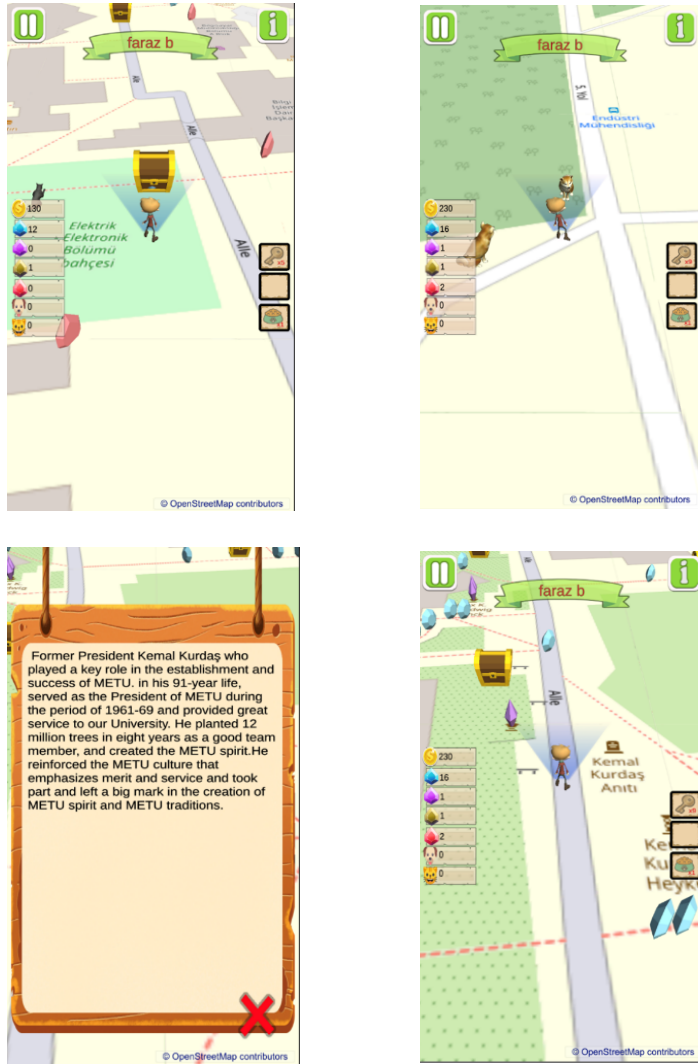 faraz b
Alle
Alle
Alle
Alle
130
12
0
1
0
0
0
Elektrik
Elektronik
Bölümü
bahçesi
© OpenStreetMap contributors
faraz b
S. Yol
Endüstri
Mühendisliği
230
16
1
1
2
0
0
© OpenStreetMap contributors
Former President Kemal Kurdaş who
played a key role in the establishment and
success of METU. in his 91-year life,
served as the President of METU during
the period of 1961-69 and provided great
service to our University. He planted 12
million trees in eight years as a good team
member, and created the METU spirit.He
reinforced the METU culture that
emphasizes merit and service and took
part and left a big mark in the creation of
METU spirit and METU traditions.
© OpenStreetMap contributors
faraz b
Alle
Kemal
Kurdaş
Anıtı
230
16
1
1
2
0
0
© OpenStreetMap contributors